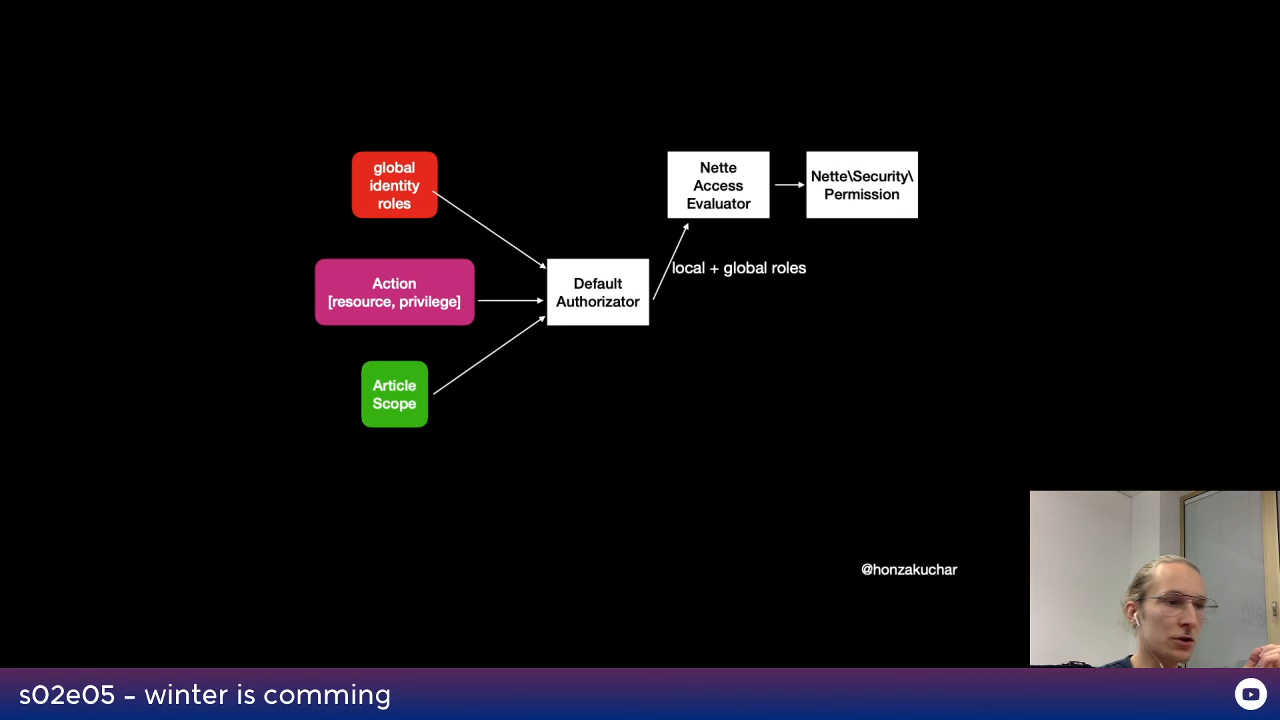 global
identity
roles
Nette
Access
Evaluator
Nette\Security\
Permission
local + global roles
Action
[resource, privilege]
Default
Authorizator
Article
Scope
@honzakuchar
s02e05 - winter is comming